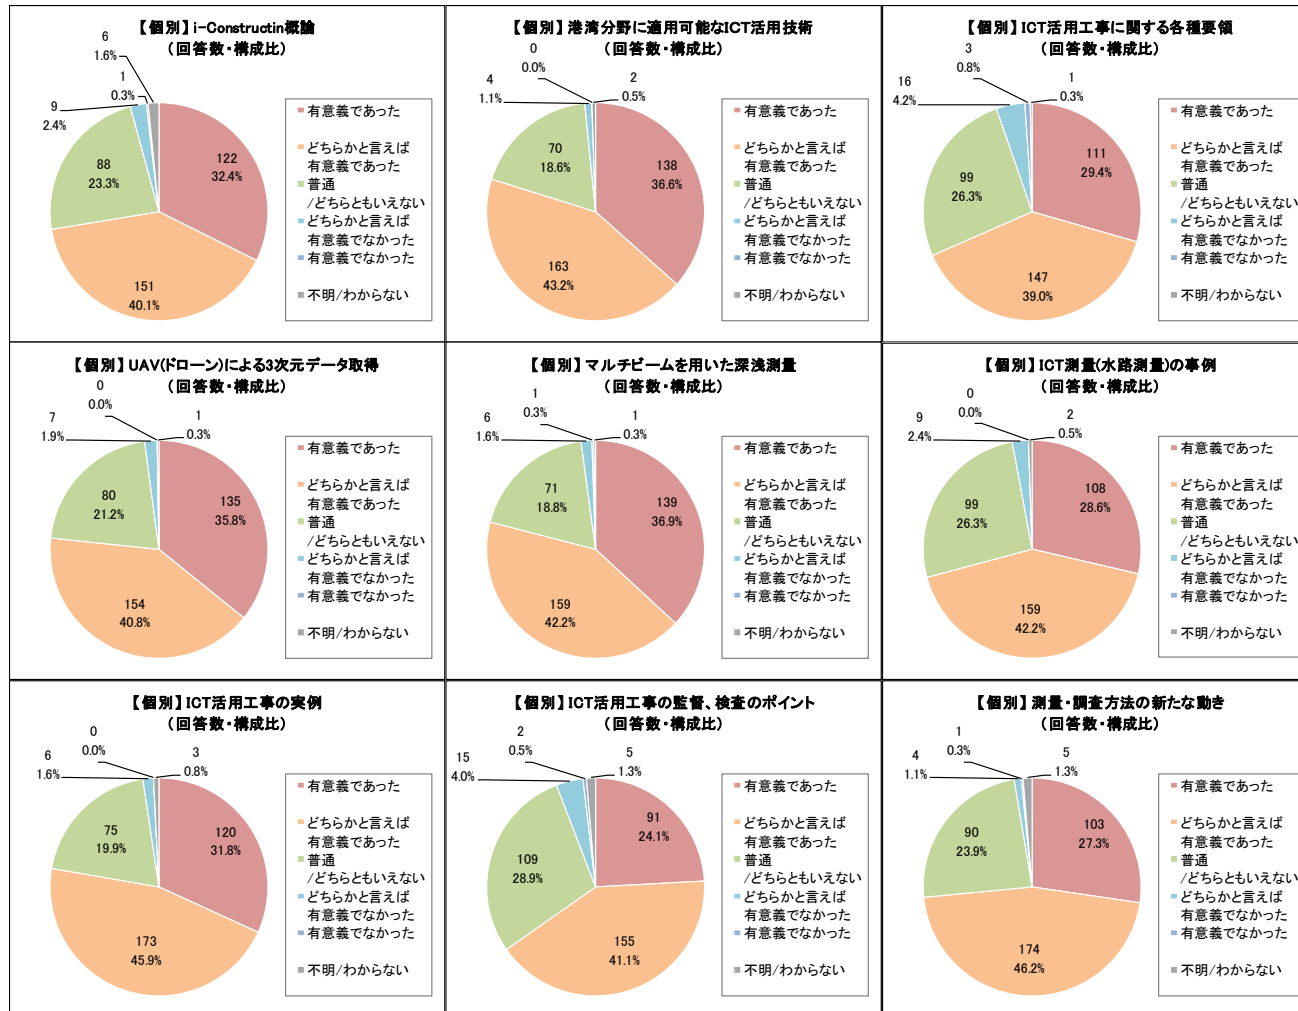 【個別】i-Constructin概論
（回答数・構成比）
6
1.6%
1
0.3%
9
2.4%
88
23.3%
122
32.4%
151
40.1%
有意義であった
どちらかと言えば
有意義であった
普通
/どちらともいえない
どちらかと言えば
有意義でなかった
有意義でなかった
不明/わからない
【個別】港湾分野に適用可能なICT活用技術
（回答数・構成比）
0
0.0%
4
1.1%
2
0.5%
70
18.6%
138
36.6%
163
43.2%
有意義であった
どちらかと言えば
有意義であった
普通
/どちらともいえない
どちらかと言えば
有意義でなかった
有意義でなかった
不明/わからない
【個別】ICT活用工事に関する各種要領
（回答数・構成比）
3
0.8%
16
4.2%
1
0.3%
99
26.3%
111
29.4%
147
39.0%
有意義であった
どちらかと言えば
有意義であった
普通
/どちらともいえない
どちらかと言えば
有意義でなかった
有意義でなかった
不明/わからない
【個別】UAV(ドローン)による3次元データ取得
（回答数・構成比）
0
0.0%
7
1.9%
1
0.3%
80
21.2%
135
35.8%
154
40.8%
有意義であった
どちらかと言えば
有意義であった
普通
/どちらともいえない
どちらかと言えば
有意義でなかった
有意義でなかった
不明/わからない
【個別】マルチビームを用いた深浅測量
（回答数・構成比）
1
0.3%
6
1.6%
1
0.3%
71
18.8%
139
36.9%
159
42.2%
有意義であった
どちらかと言えば
有意義であった
普通
/どちらともいえない
どちらかと言えば
有意義でなかった
有意義でなかった
不明/わからない
【個別】ICT測量(水路測量)の事例
（回答数・構成比）
0
0.0%
9
2.4%
2
0.5%
99
26.3%
108
28.6%
159
42.2%
有意義であった
どちらかと言えば
有意義であった
普通
/どちらともいえない
どちらかと言えば
有意義でなかった
有意義でなかった
不明/わからない
【個別】ICT活用工事の実例
（回答数・構成比）
0
0.0%
6
1.6%
3
0.8%
75
19.9%
120
31.8%
173
45.9%
有意義であった
どちらかと言えば
有意義であった
普通
/どちらともいえない
どちらかと言えば
有意義でなかった
有意義でなかった
不明/わからない
【個別】ICT活用工事の監督、検査のポイント
（回答数・構成比）
2
0.5%
15
4.0%
5
1.3%
91
24.1%
109
28.9%
155
41.1%
有意義であった
どちらかと言えば
有意義であった
普通
/どちらともいえない
どちらかと言えば
有意義でなかった
有意義でなかった
不明/わからない
【個別】測量・調査方法の新たな動き
（回答数・構成比）
1
0.3%
4
1.1%
5
1.3%
90
23.9%
103
27.3%
174
46.2%
有意義であった
どちらかと言えば
有意義であった
普通
/どちらともいえない
どちらかと言えば
有意義でなかった
有意義でなかった
不明/わからない